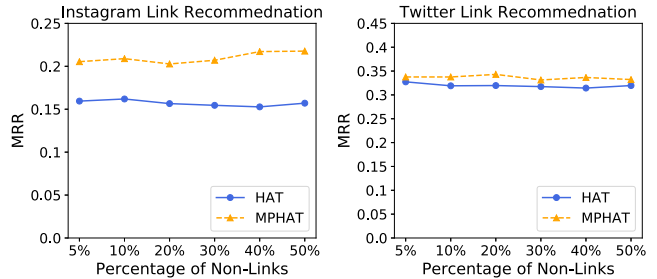 Instagram Link Recommednation
0.25
0.2
0.15
0.1
0.05
0.0
MRR
HAT
MPHAT
5% 10% 20% 30% 40% 50%
Percentage of Non-Links
Twitter Link Recommednation
0.45
0.4
0.35
0.3
0.25
0.2
0.15
0.1
0.05
0.0
MRR
HAT
MPHAT
5% 10% 20% 30% 40% 50%
Percentage of Non-Links